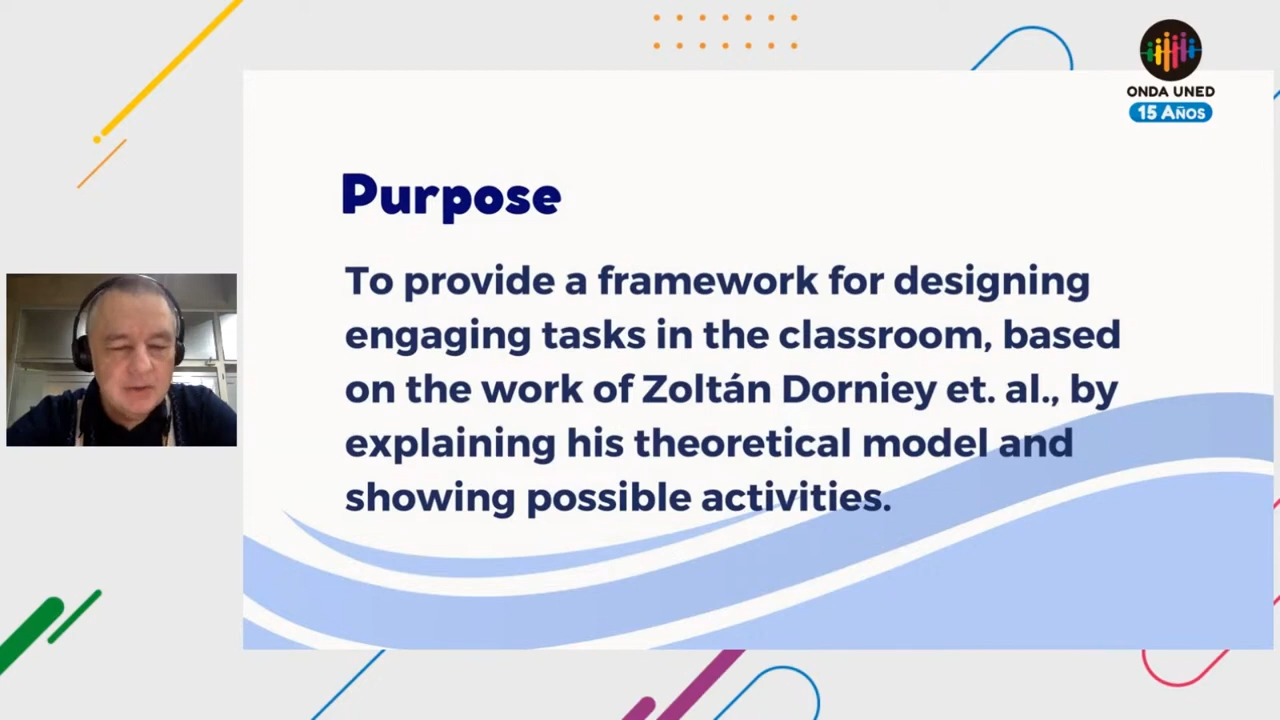 ONDA UNED
15 AÑOS
Purpose
To provide a framework for designing
engaging tasks in the classroom, based
on the work of Zoltán Dorniey et. al., by
explaining his theoretical model and
showing possible activities.